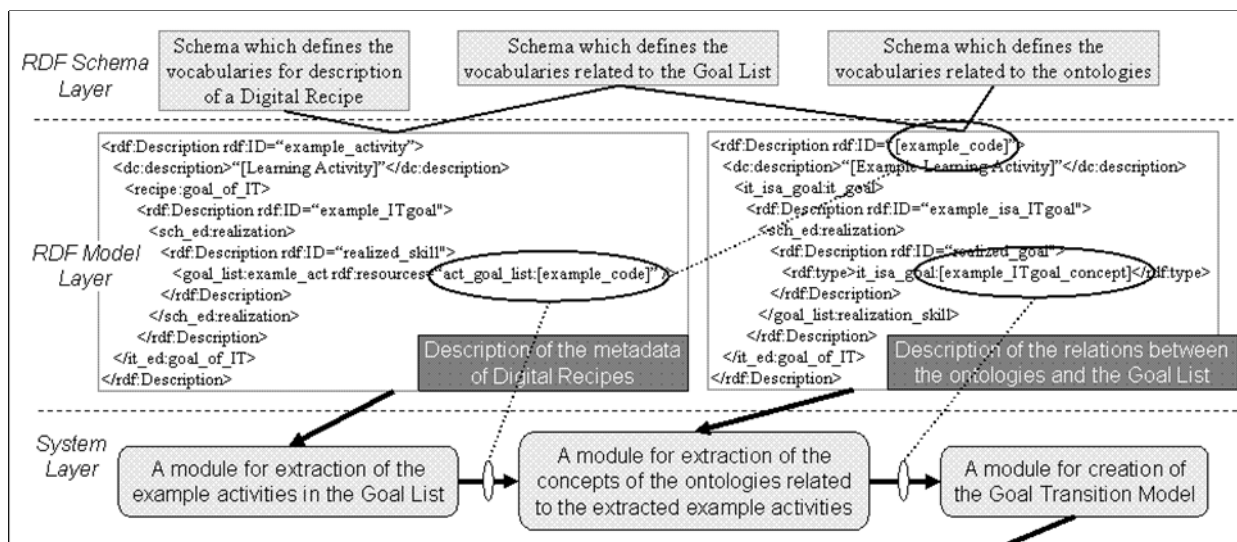 RDF Schema
Layer
Schema which defines the
vocabularies for description
of a Digital Recipe
Schema which defines the
vocabularies related to the Goal List
Schema which defines the
vocabularies related to the ontologies
RDF Model
Layer
<rdf:Description rdf:ID=“example_activity”>
<dc:description>“[Learning Activity]”</dc:description>
<recipe:goal_of_IT>
<rdf:Description rdf:ID=“example_ITgoal">
<sch_ed:realization>
<rdf:Description rdf:ID=“realized_skill">
<goal_list:examle_act rdf:resources=“act_goal_list:[example_code]”/>
</rdf:Description>
</sch_ed:realization>
</rdf:Description>
</it_ed:goal_of_IT>
</rdf:Description>
Description of the metadata
of Digital Recipes
<rdf:Description rdf:ID=“[example_code]”>
<dc:description>“[Example Learning Activity]”</dc:description>
<it_isa_goal:it_goal>
<rdf:Description rdf:ID=“example_isa_ITgoal">
<sch_ed:realization>
<rdf:Description rdf:ID=“realized_goal">
<rdf:type>it_isa_goal:[example_ITgoal_concept]</rdf:type>
</rdf:Description>
</goal_list:realization_skill>
</rdf:Description>
</it_ed:goal_of_IT>
</rdf:Description>
Description of the relations between
the ontologies and the Goal List
System
Layer
A module for extraction of the
example activities in the Goal List
A module for extraction of the
concepts of the ontologies related
to the extracted example activities
A module for creation of
the Goal Transition Model